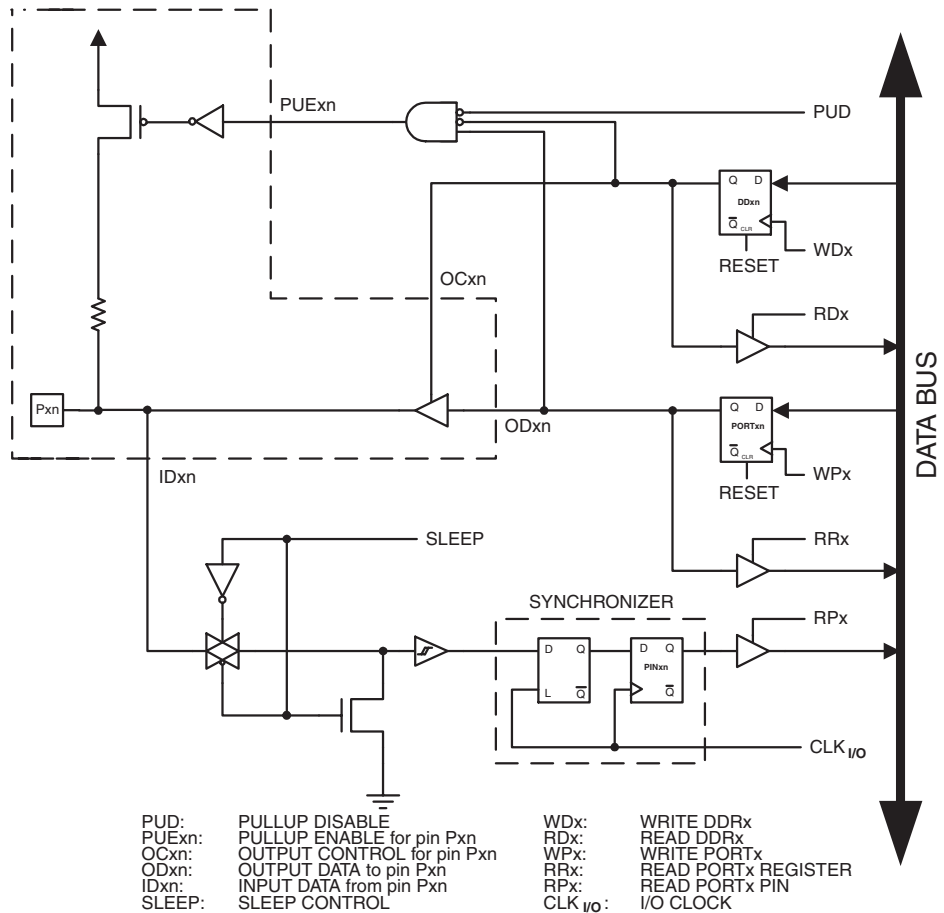 PUExn
PUD
Q D
DDxn
Q CLR
WDx
RESET
OCxn
RDx
DATA BUS
Pxn
Q D
ODxn
PORTxn
Q CLR
IDxn
WPx
RESET
SLEEP
RRx
SYNCHRONIZER
RPx
D Q
D Q
PINxn
L Q
Q
CLK I/O
PUD: PULLUP DISABLE
PUExn: PULLUP ENABLE for pin Pxn
OCxn: OUTPUT CONTROL for pin Pxn
ODxn: OUTPUT DATA to pin Pxn
IDxn: INPUT DATA from pin Pxn
SLEEP: SLEEP CONTROL
WDx: WRITE DDRx
RDx: READ DDRx
WPx: WRITE PORTx
RRx: READ PORTx REGISTER
RPx: READ PORTx PIN
CLK I/O: I/O CLOCK